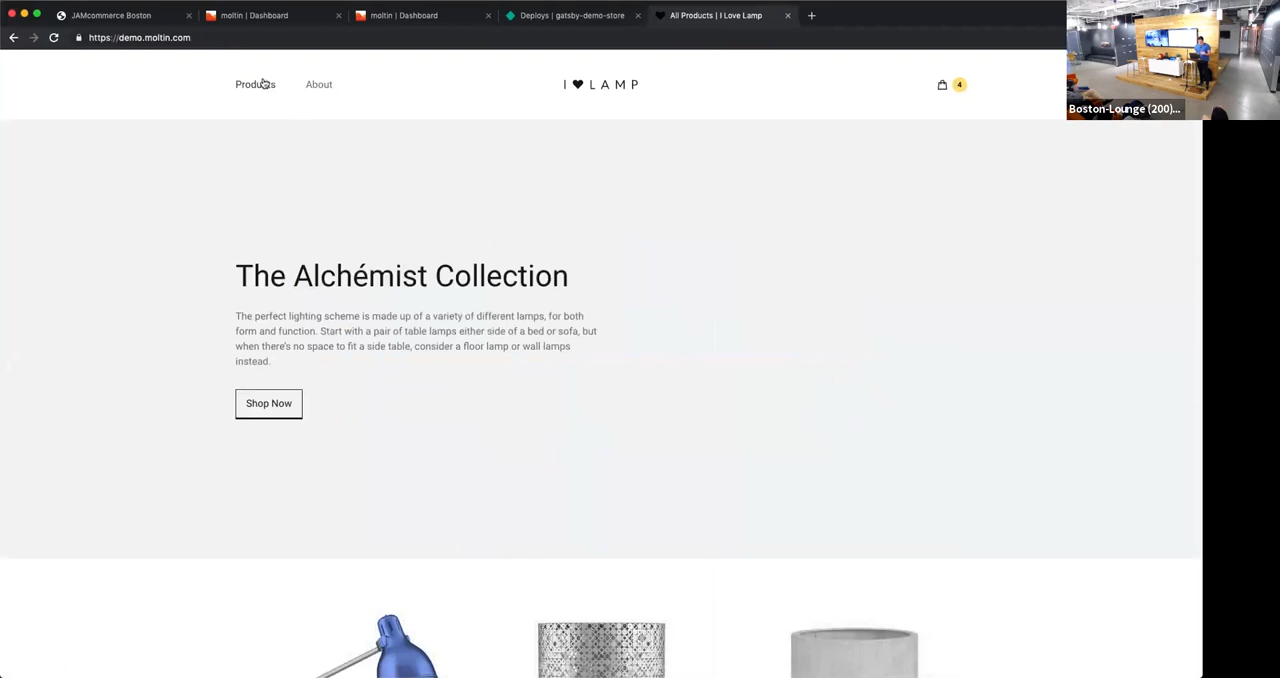 JAMcommerce Boston
moltin | Dashboard
moltin | Dashboard
Deploys | gatsby-demo-store
All Products | I Love Lamp
https://demo.moltin.com
Products
About
I ♥ L A M P
4
Boston-Lounge (200)...
The Alchémist Collection
The perfect lighting scheme is made up of a variety of different lamps, for both
form and function. Start with a pair of table lamps either side of a bed or sofa, but
when there's no space to fit a side table, consider a floor lamp or wall lamps
instead.
Shop Now